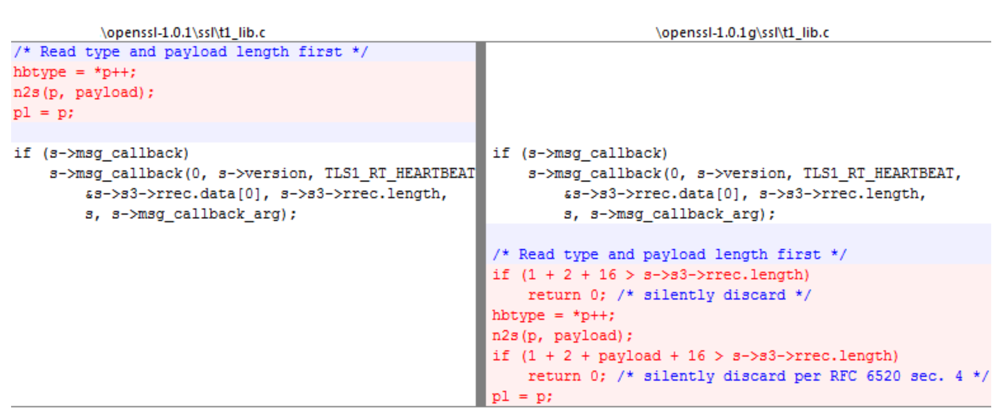 \openssl-1.0.1\ssl\t1_lib.c
/* Read type and payload length first */
hbtype = *p++;
n2s(p, payload);
pl = p;
if (s->msg_callback)
s->msg_callback(0, s->version, TLS1_RT_HEARTBEAT
&s->s3->rrec.data[0], s->s3->rrec.length,
s, s->msg_callback_arg);
\openssl-1.0.1g\ssl\t1_lib.c
if (s->msg_callback)
s->msg_callback(0, s->version, TLS1_RT_HEARTBEAT,
&s->s3->rrec.data[0], s->s3->rrec.length,
s, s->msg_callback_arg);
/* Read type and payload length first */
if (1 + 2 + 16 > s->s3->rrec.length)
return 0; /* silently discard */
hbtype = *p++;
n2s(p, payload);
if (1 + 2 + payload + 16 > s->s3->rrec.length)
return 0; /* silently discard per RFC 6520 sec. 4 */
pl = p;